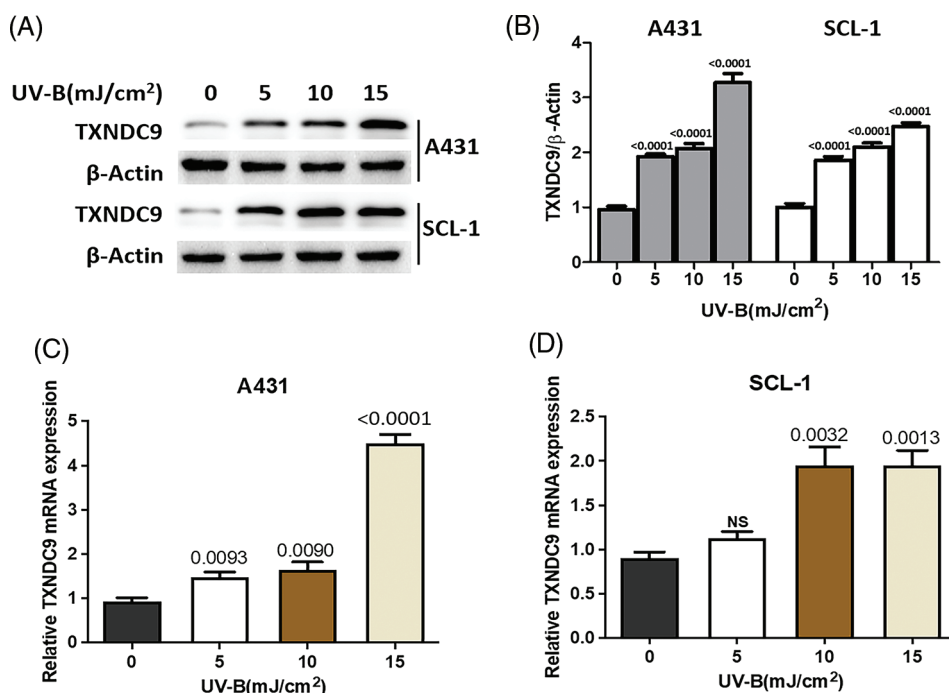 (A)
UV-B(mJ/cm²) 0 5 10 15
TXNDC9
β-Actin
A431
TXNDC9
β-Actin
SCL-1
(B)
A431 SCL-1
TXNDC9/β-Actin
4
3
2
1
0
<0.0001 <0.0001 <0.0001 <0.0001 <0.0001 <0.0001
0 5 10 15 0 5 10 15
UV-B(mJ/cm²)
(C)
A431
Relative TXNDC9 mRNA expression
5
4
3
2
1
0
0.0093 0.0090 <0.0001
0 5 10 15
UV-B(mJ/cm²)
(D)
SCL-1
Relative TXNDC9 mRNA expression
2.5
2.0
1.5
1.0
0.5
0.0
NS 0.0032 0.0013
0 5 10 15
UV-B(mJ/cm²)